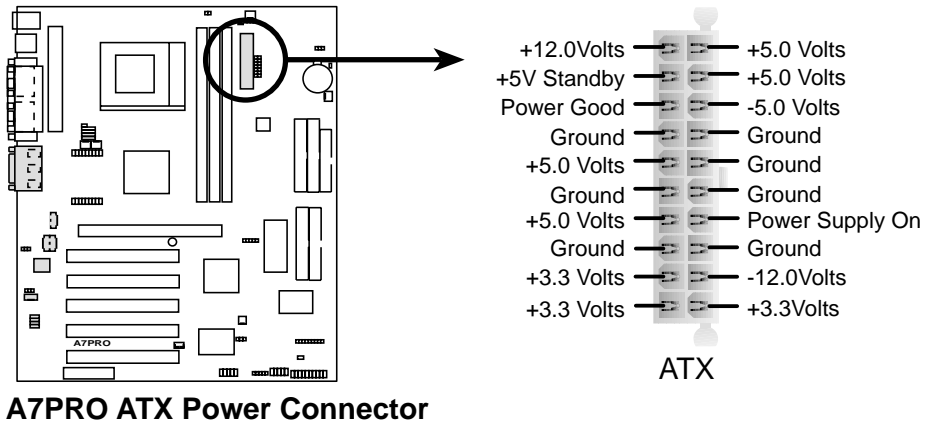 +12.0Volts
+5V Standby
Power Good
Ground
+5.0 Volts
Ground
+5.0 Volts
Ground
+3.3 Volts
+3.3 Volts
+5.0 Volts
+5.0 Volts
-5.0 Volts
Ground
Ground
Ground
Power Supply On
Ground
-12.0Volts
+3.3Volts
ATX
A7PRO
A7PRO ATX Power Connector